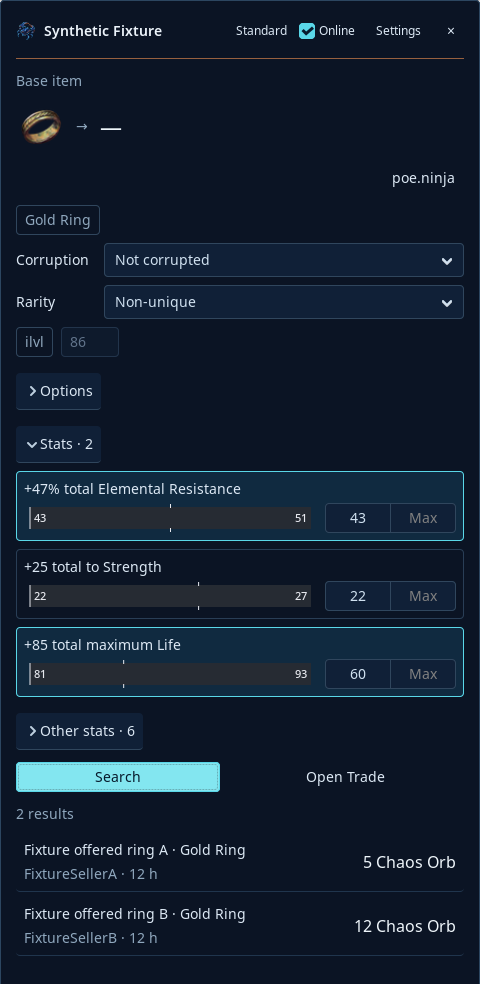 Synthetic Fixture Standard Online Settings ×
Base item
→ —
poe.ninja
Gold Ring
Corruption Not corrupted
Rarity Non-unique
ilvl 86
Options
Stats · 2
+47% total Elemental Resistance
43 51 43 Max
+25 total to Strength
22 27 22 Max
+85 total maximum Life
81 93 60 Max
Other stats · 6
Search Open Trade
2 results
Fixture offered ring A · Gold Ring
5 Chaos Orb
FixtureSellerA · 12 h
Fixture offered ring B · Gold Ring
12 Chaos Orb
FixtureSellerB · 12 h